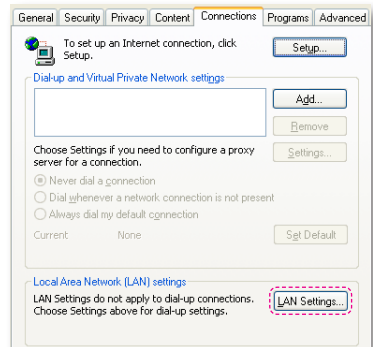 General Security Privacy Content Connections Programs Advanced
To set up an Internet connection, click
Setup.
Setup...
Dial-up and Virtual Private Network settings
Add...
Remove
Choose Settings if you need to configure a proxy
server for a connection.
Settings...
Never dial a connection
Dial whenever a network connection is not present
Always dial my default connection
Current None
Set Default
Local Area Network (LAN) settings
LAN Settings do not apply to dial-up connections.
Choose Settings above for dial-up settings.
LAN Settings...